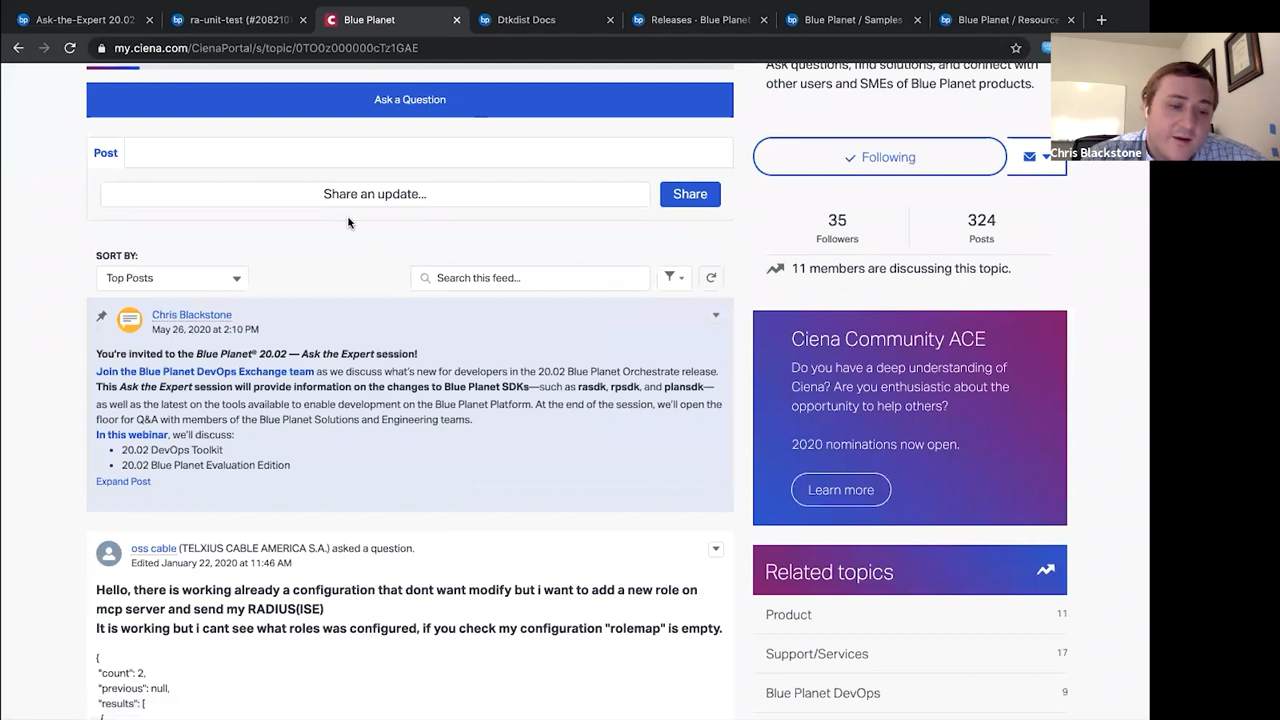 Ask-the-Expert 20.02
ra-unit-test (#208210
Blue Planet
Dtkdist Docs
Releases · Blue Planet
Blue Planet / Samples
Blue Planet / Resource
my.ciena.com/CienaPortal/s/topic/0TO0z000000cTz1GAE
Ask a Question
Post
Share an update...
Share
SORT BY:
Top Posts
Search this feed...
Chris Blackstone
May 26, 2020 at 2:10 PM
You're invited to the Blue Planet® 20.02 — Ask the Expert session!
Join the Blue Planet DevOps Exchange team as we discuss what's new for developers in the 20.02 Blue Planet Orchestrate release.
This Ask the Expert session will provide information on the changes to Blue Planet SDKs—such as rasdk, rpsdk, and plansdk—
as well as the latest on the tools available to enable development on the Blue Planet Platform. At the end of the session, we'll open the
floor for Q&A with members of the Blue Planet Solutions and Engineering teams.
In this webinar, we'll discuss:
• 20.02 DevOps Toolkit
• 20.02 Blue Planet Evaluation Edition
Expand Post
oss cable (TELXIUS CABLE AMERICA S.A.) asked a question.
Edited January 22, 2020 at 11:46 AM
Hello, there is working already a configuration that dont want modify but i want to add a new role on
mcp server and send my RADIUS(ISE)
It is working but i cant see what roles was configured, if you check my configuration "rolemap" is empty.
{
"count": 2,
"previous": null,
"results": [
{
Ask questions, find solutions, and connect with
other users and SMEs of Blue Planet products.
Following
35
Followers
324
Posts
11 members are discussing this topic.
Ciena Community ACE
Do you have a deep understanding of
Ciena? Are you enthusiastic about the
opportunity to help others?
2020 nominations now open.
Learn more
Related topics
Product 11
Support/Services 17
Blue Planet DevOps 9
Chris Blackstone